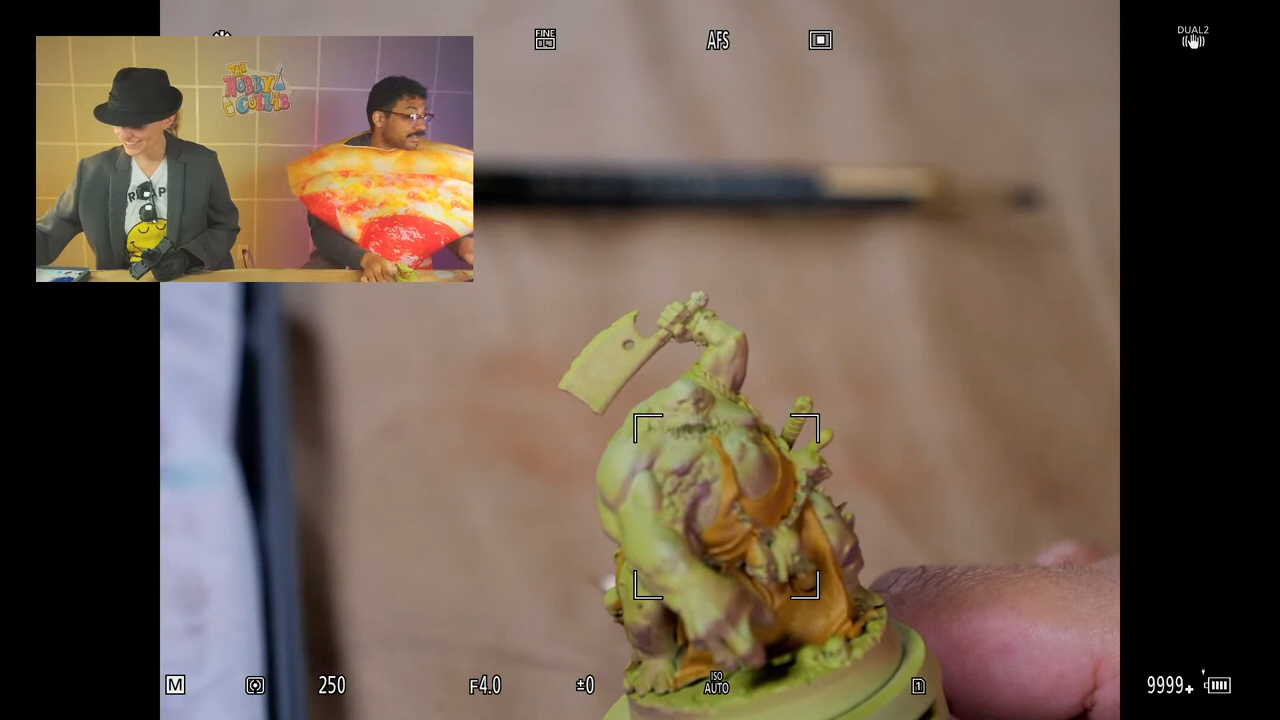 FINE
AFS
DUAL2
THE
HOBBY
COLLAB
M
250
F4.0
±0
ISO
AUTO
1
9999+